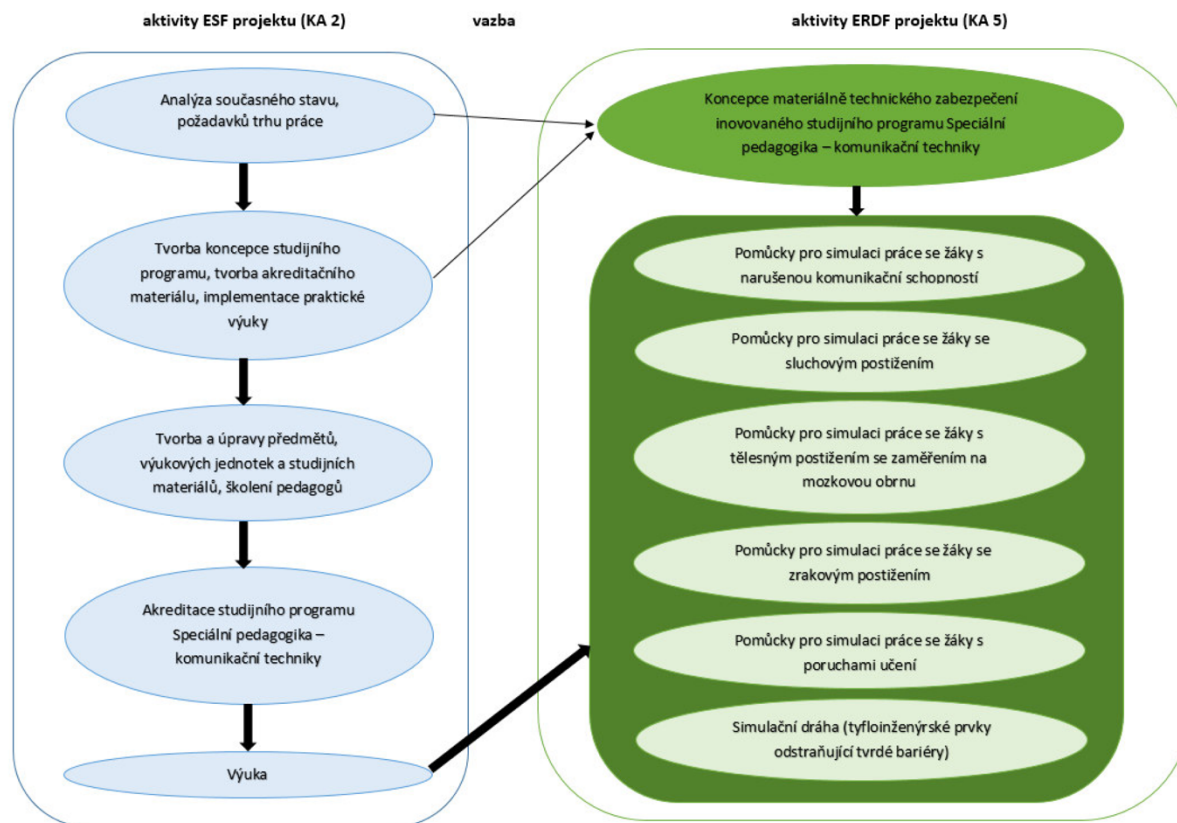 aktivity ESF projektu (KA 2)
vazba
aktivity ERDF projektu (KA 5)
Analýza současného stavu,
požadavků trhu práce
Tvorba koncepce studijního
programu, tvorba akreditačního
materiálu, implementace praktické
výuky
Tvorba a úpravy předmětů,
výukových jednotek a studijních
materiálů, školení pedagogů
Akreditace studijního programu
Speciální pedagogika –
komunikační techniky
Výuka
Koncepce materiálně technického zabezpečení
inovovaného studijního programu Speciální
pedagogika – komunikační techniky
Pomůcky pro simulaci práce se žáky s
narušenou komunikační schopností
Pomůcky pro simulaci práce se žáky se
sluchovým postižením
Pomůcky pro simulaci práce se žáky s
tělesným postižením se zaměřením na
mozkovou obrnu
Pomůcky pro simulaci práce se žáky se
zrakovým postižením
Pomůcky pro simulaci práce se žáky s
poruchami učení
Simulační dráha (tyfloinženýrské prvky
odstraňující tvrdé bariéry)